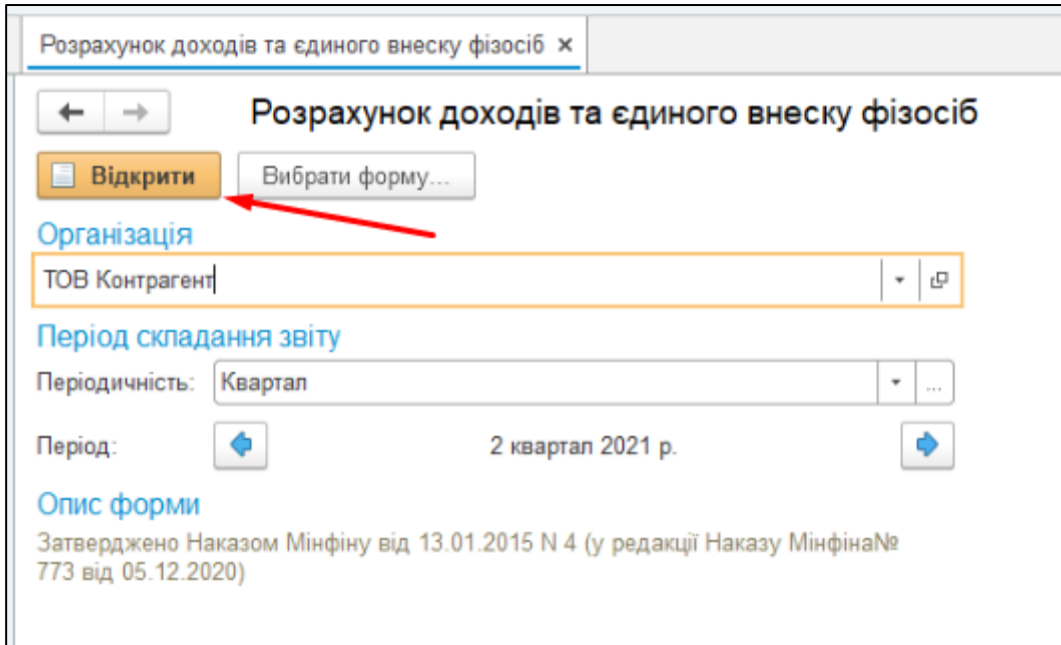 Розрахунок доходів та єдиного внеску фізосіб ×
Розрахунок доходів та єдиного внеску фізосіб
Відкрити
Вибрати форму...
Організація
ТОВ Контрагент
Період складання звіту
Періодичність: Квартал ...
Період: 2 квартал 2021 р.
Опис форми
Затверджено Наказом Мінфіну від 13.01.2015 N 4 (у редакції Наказу Мінфіна№
773 від 05.12.2020)